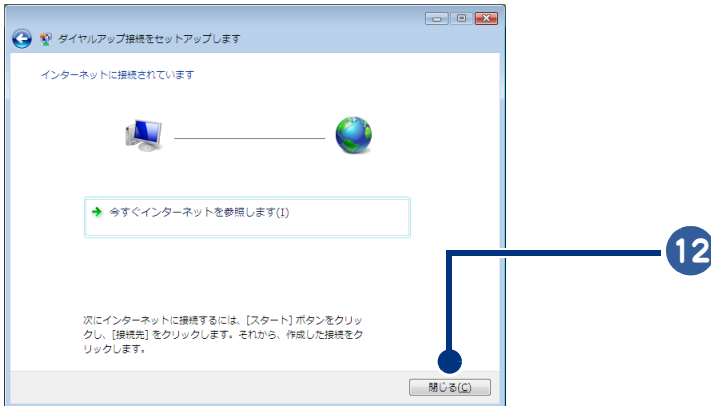 ダイヤルアップ接続をセットアップします
インターネットに接続されています
今すぐインターネットを参照します(I)
12
次にインターネットに接続するには、[スタート] ボタンをクリッ
クし、[接続先] をクリックします。それから、作成した接続をク
リックします。
閉じる(C)